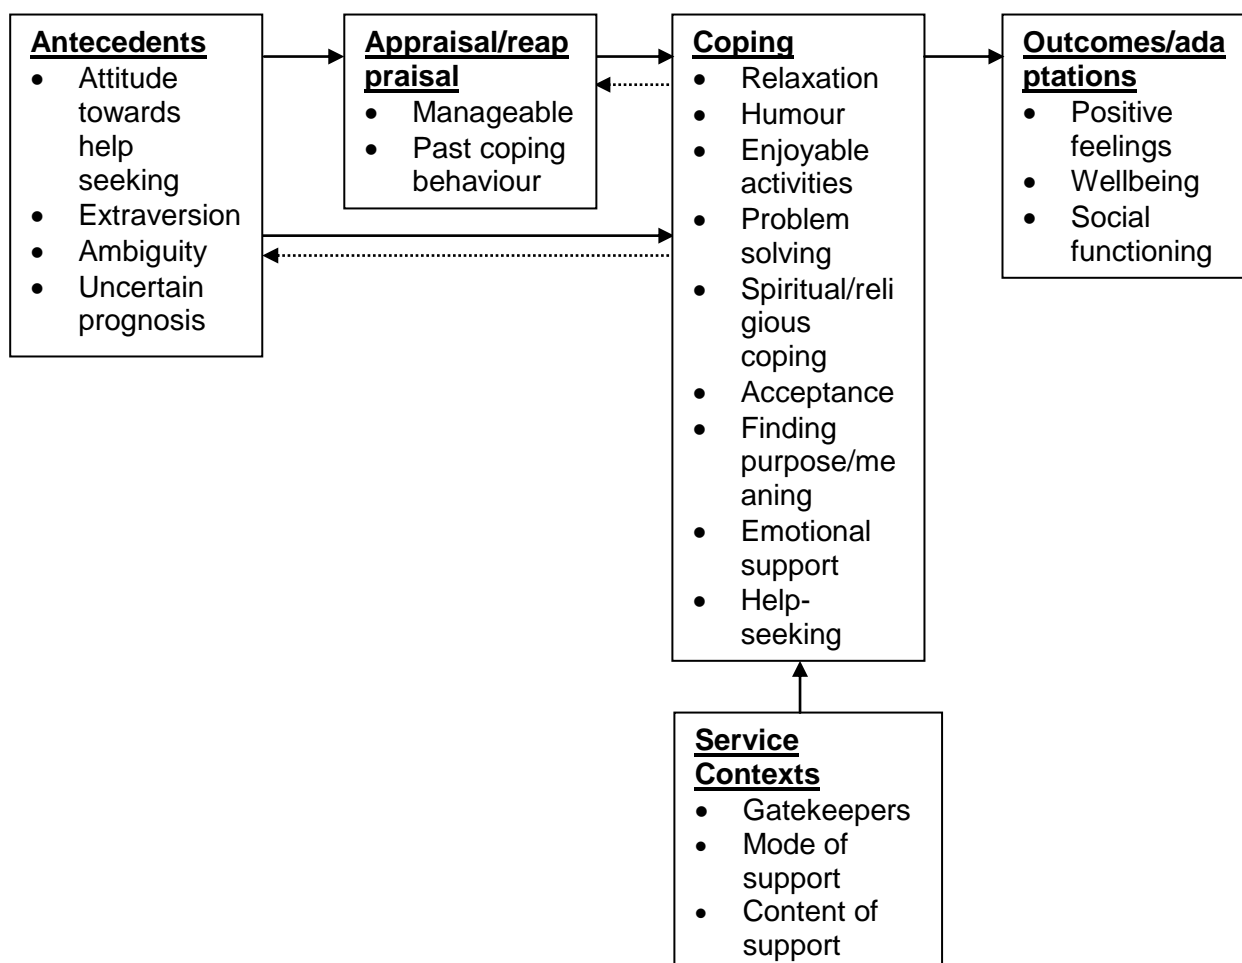 Antecedents
• Attitude
towards
help
seeking
• Extraversion
• Ambiguity
• Uncertain
prognosis
Appraisal/reap
praisal
• Manageable
• Past coping
behaviour
Coping
• Relaxation
• Humour
• Enjoyable
activities
• Problem
solving
• Spiritual/reli
gious
coping
• Acceptance
• Finding
purpose/me
aning
• Emotional
support
• Help-
seeking
Outcomes/ada
ptations
• Positive
feelings
• Wellbeing
• Social
functioning
Service
Contexts
• Gatekeepers
• Mode of
support
• Content of
support